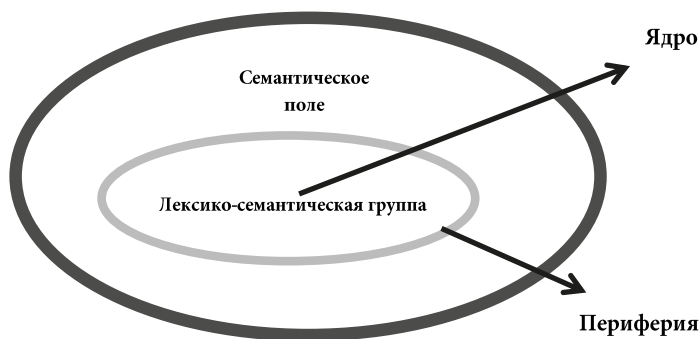 Ядро
Семантическое
поле
Лексико-семантическая группа
Периферия